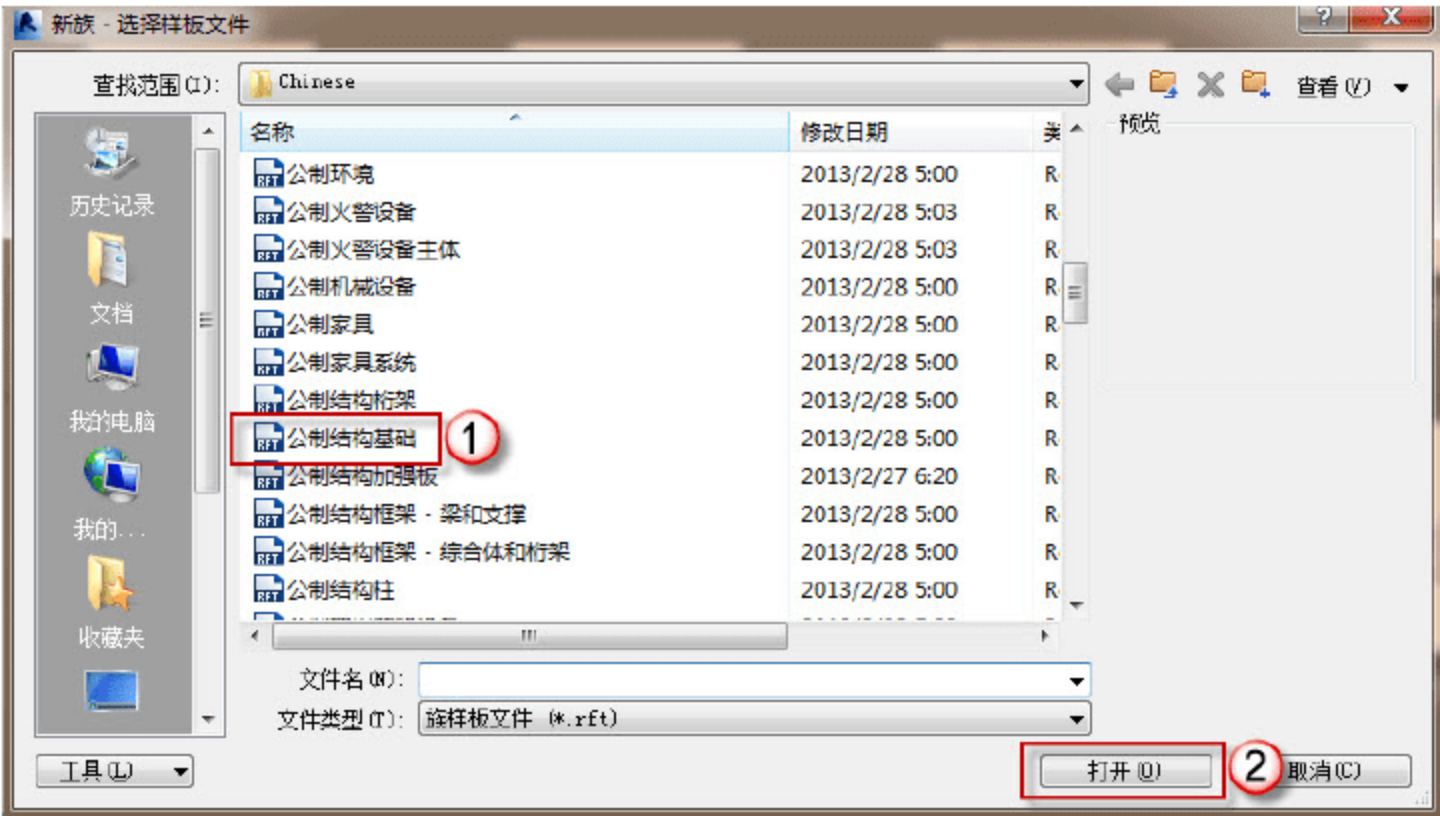 新族 - 选择样板文件
查找范围(I): Chinese 查看(V)
名称 修改日期 类
预览
公制环境 2013/2/28 5:00 R
公制火警设备 2013/2/28 5:03 R
公制火警设备主体 2013/2/28 5:03 R
公制机械设备 2013/2/28 5:00 R
公制家具 2013/2/28 5:00 R
公制家具系统 2013/2/28 5:00 R
公制结构桁架 2013/2/28 5:00 R
公制结构基础 1 2013/2/28 5:00 R
公制结构加强板 2013/2/27 6:20 R
公制结构框架 - 梁和支撑 2013/2/28 5:00 R
公制结构框架 - 综合体和桁架 2013/2/28 5:00 R
公制结构柱 2013/2/28 5:00 R
历史记录
文档
我的电脑
我的...
收藏夹
文件名(N):
文件类型(T): 族样板文件 (*.rft)
工具(L) 打开(O) 2 取消(C)